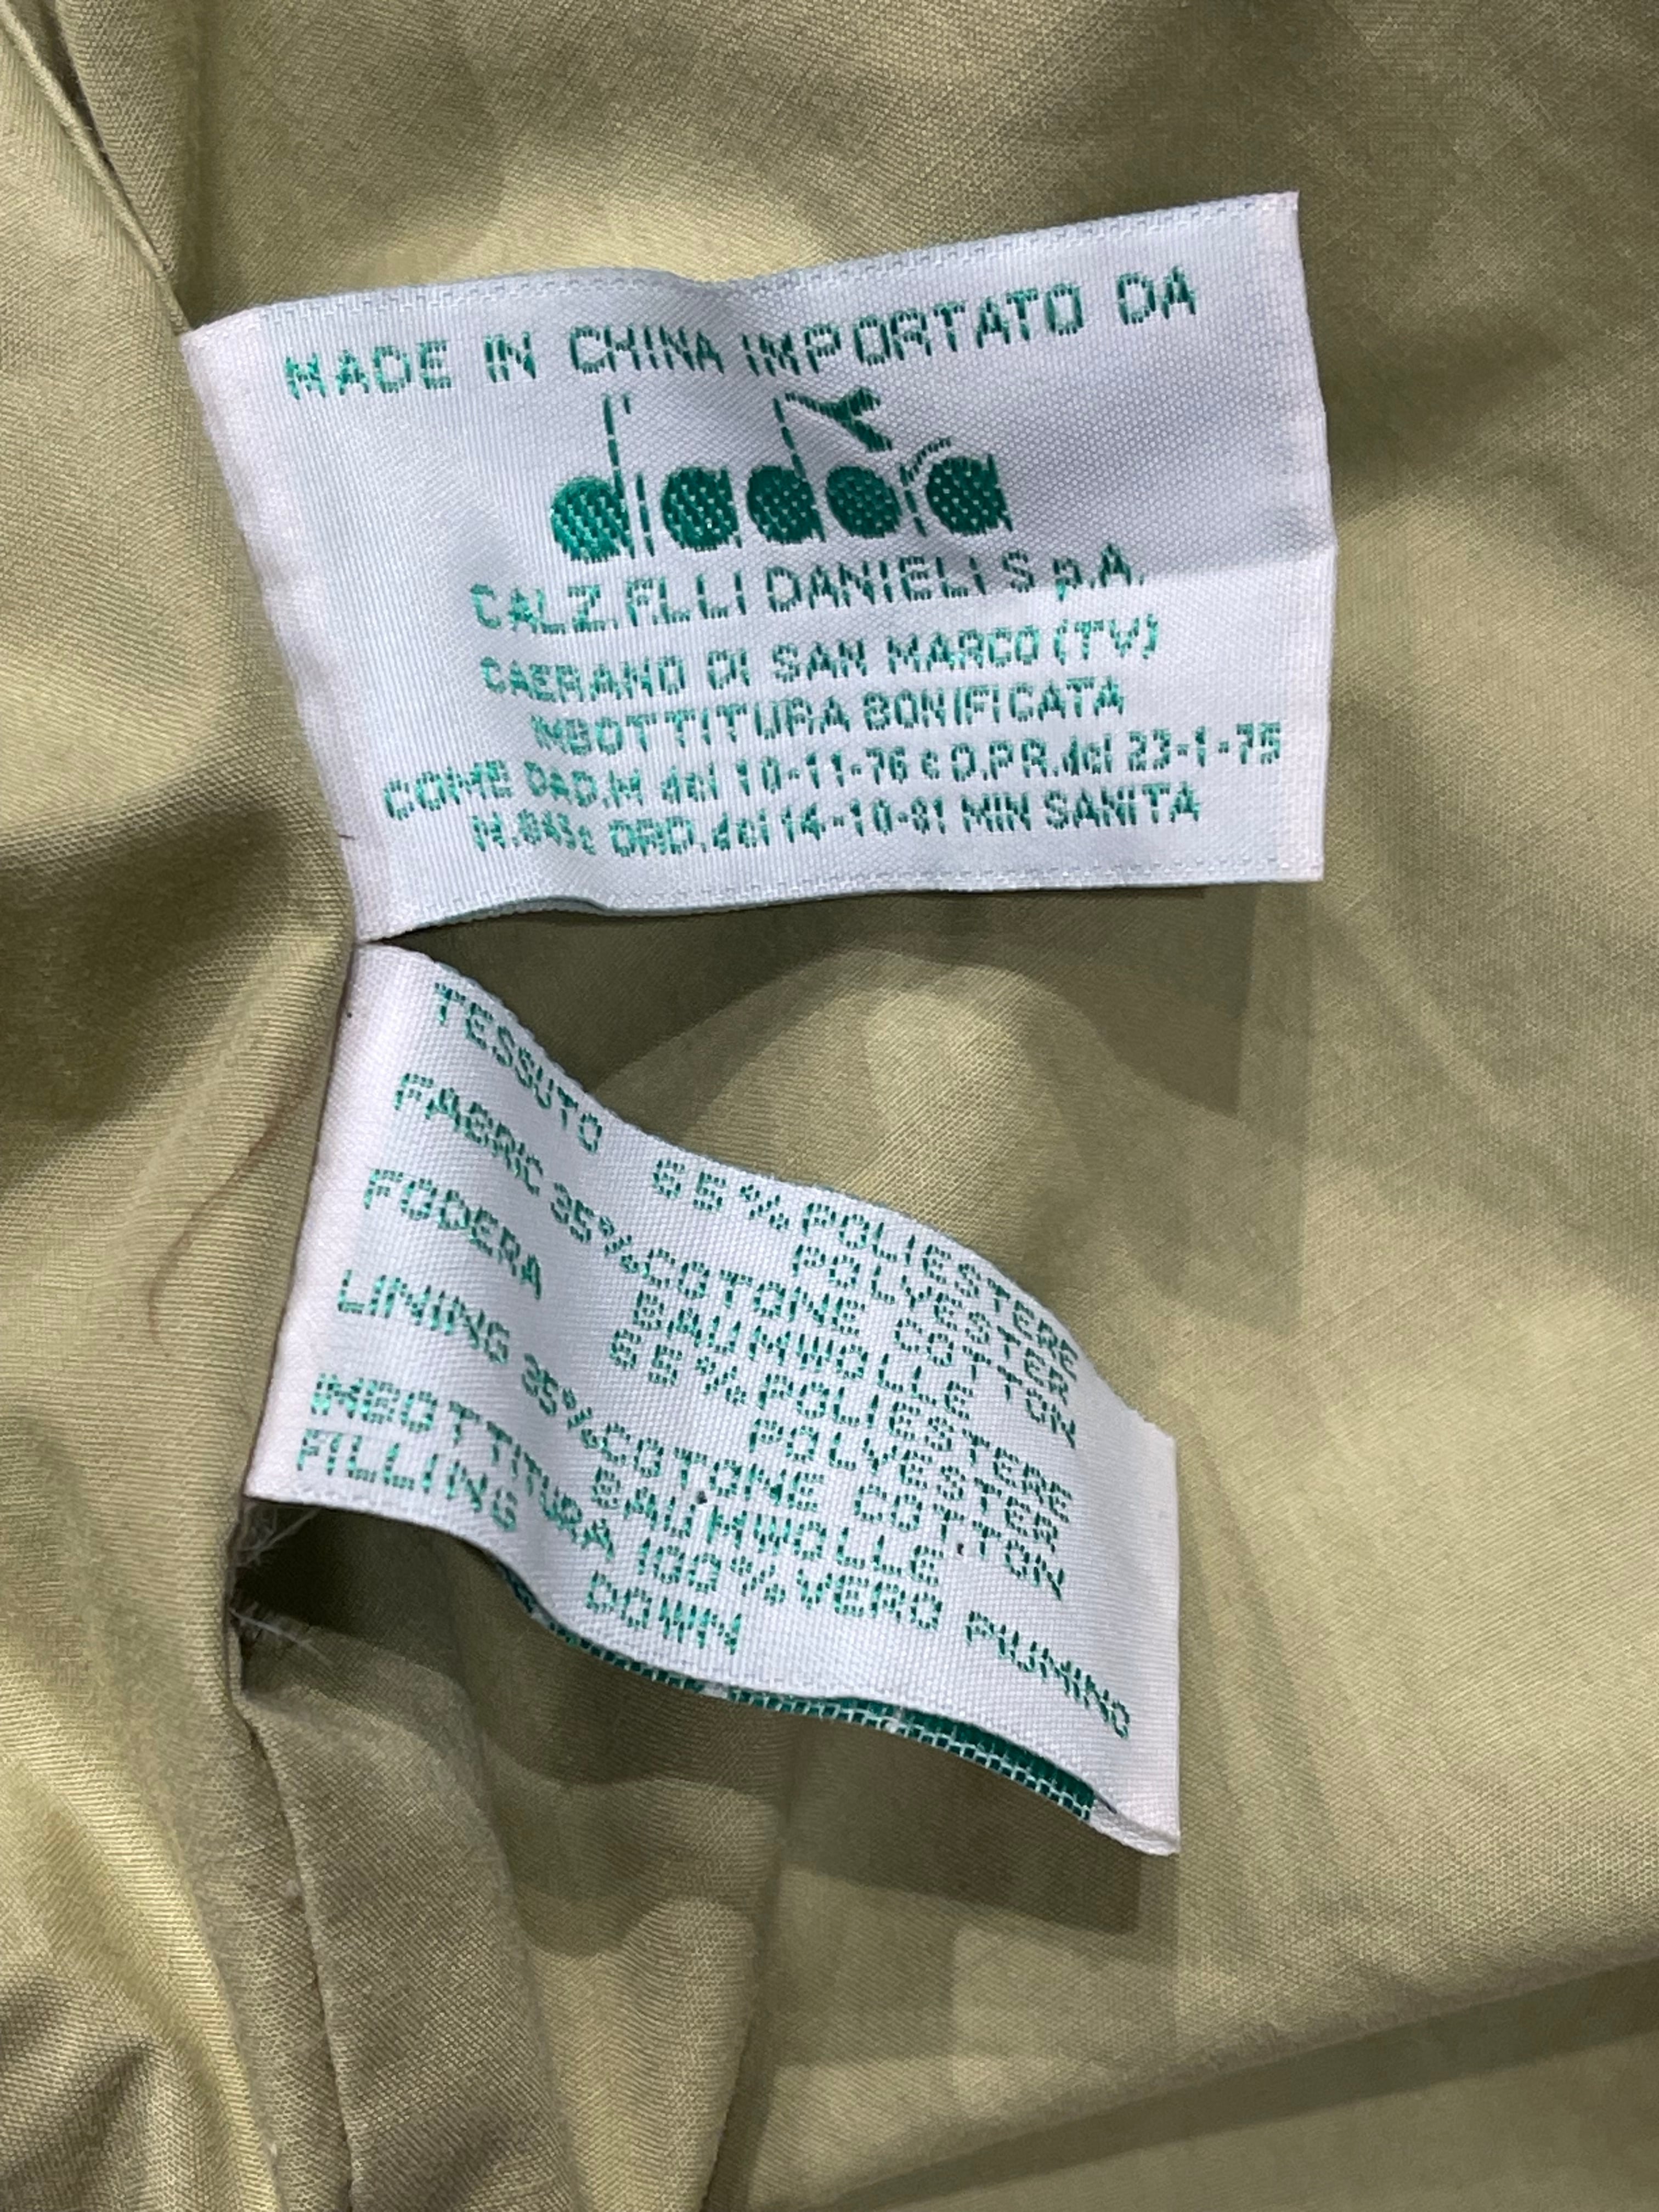 MADE IN CHINA IMPORTATO DA
diadora
CALZ.F.LLI DANIELI S p.A.
CAERANO DI SAN MARCO (TV)
IMBOTTITURA BONIFICATA
COME DAD.M del 10-11-76 e D.P.R. del 23-1-75
ORD. del 14-10-81 MIN SANITA
TESSUTO 65% POLIESTERE
POLYESTER
FABRIC 35% COTONE COTTON
BAUMWOLLE
FODERA 65% POLIESTERE
POLYESTER
LINING 35% COTONE COTTON
BAUMWOLLE
IMBOTTITURA 100% VERO PIUMINO
FILLING DOWN